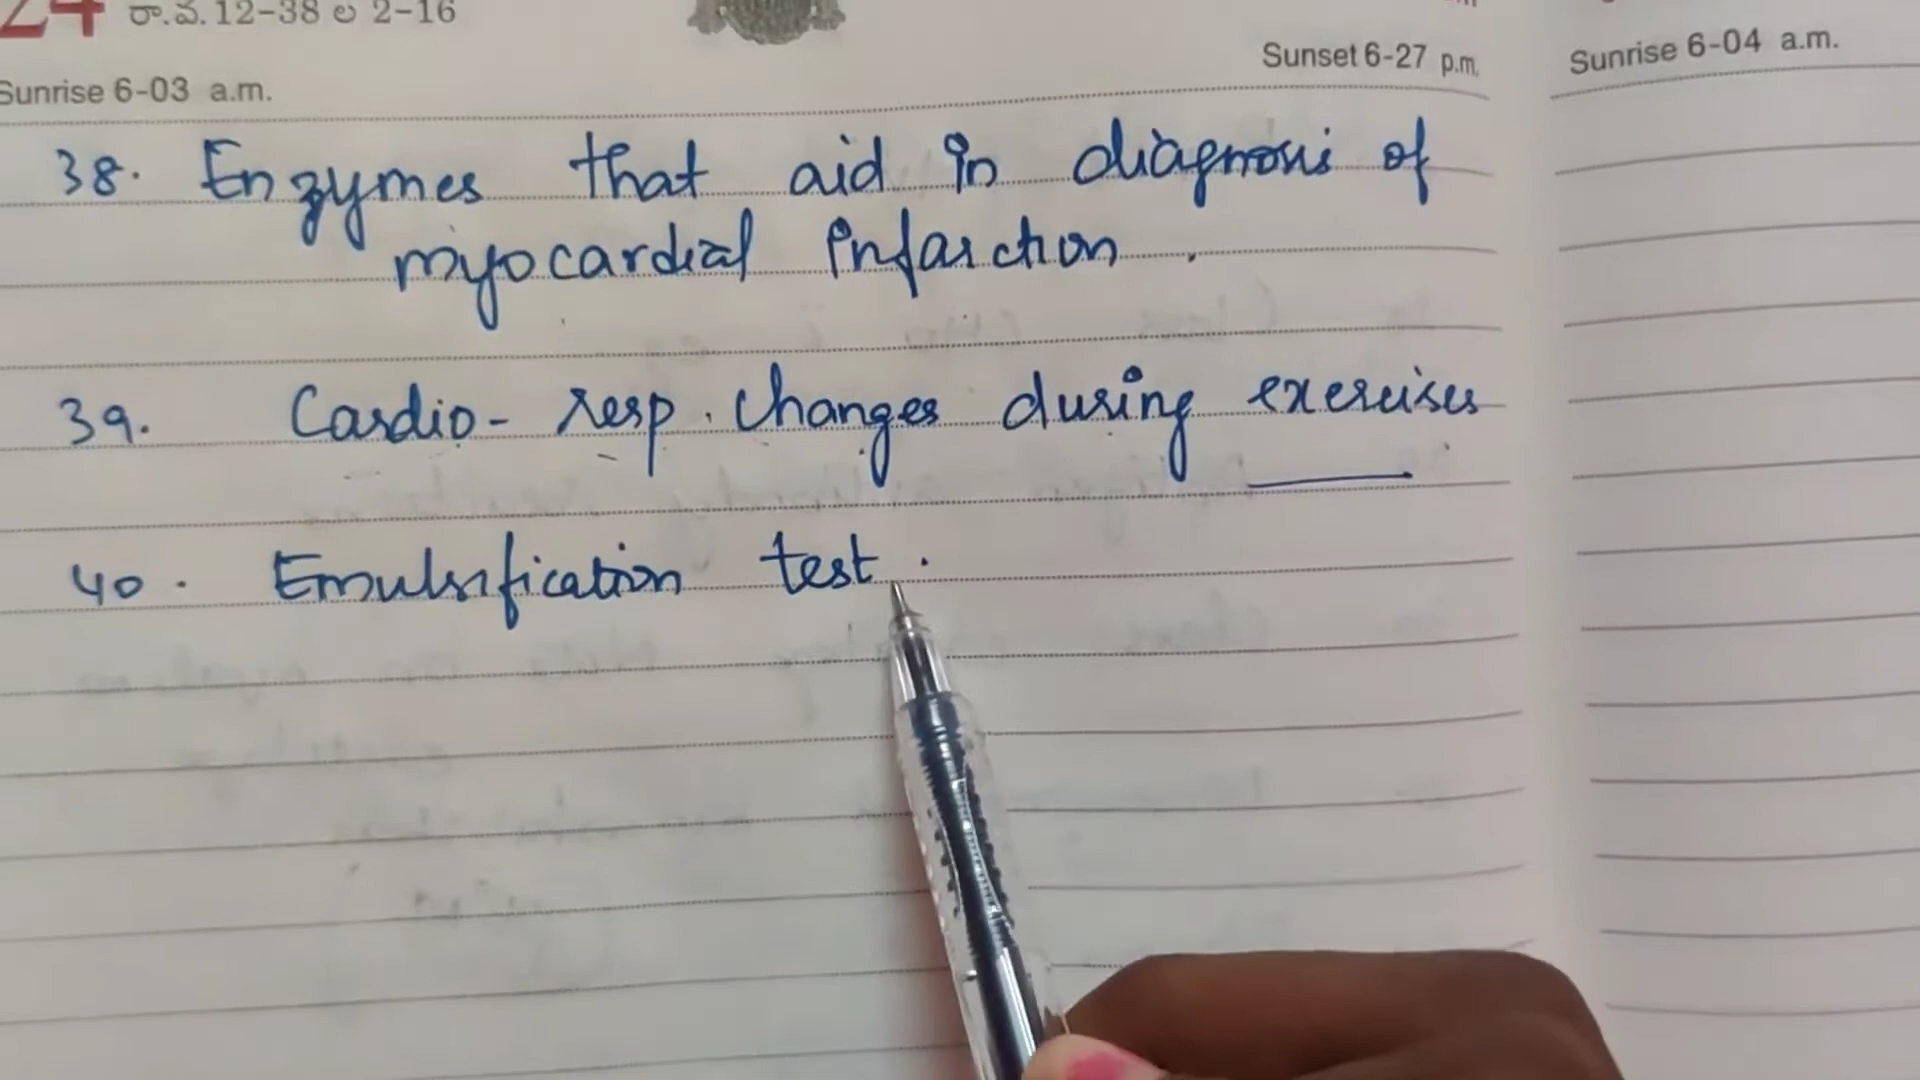 24 రా.వ. 12-38 ల 2-16
Sunrise 6-03 a.m.
Sunset 6-27 p.m.
Sunrise 6-04 a.m.
38. Enzymes that aid in diagnosis of
myocardial infarction.
39. Cardio-resp. changes during exercises
40. Emulsification test.